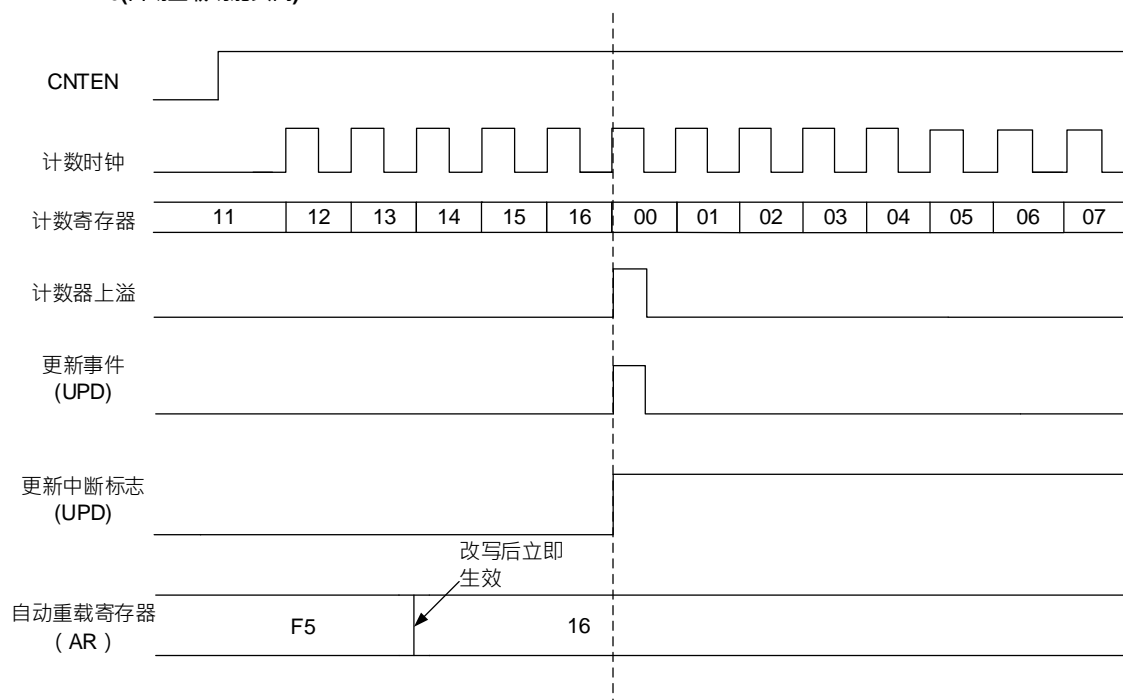 CNTEN
计数时钟
计数寄存器 11 12 13 14 15 16 00 01 02 03 04 05 06 07
计数器上溢
更新事件
(UPD)
更新中断标志
(UPD)
改写后立即
生效
自动重载寄存器
( AR )
F5 16